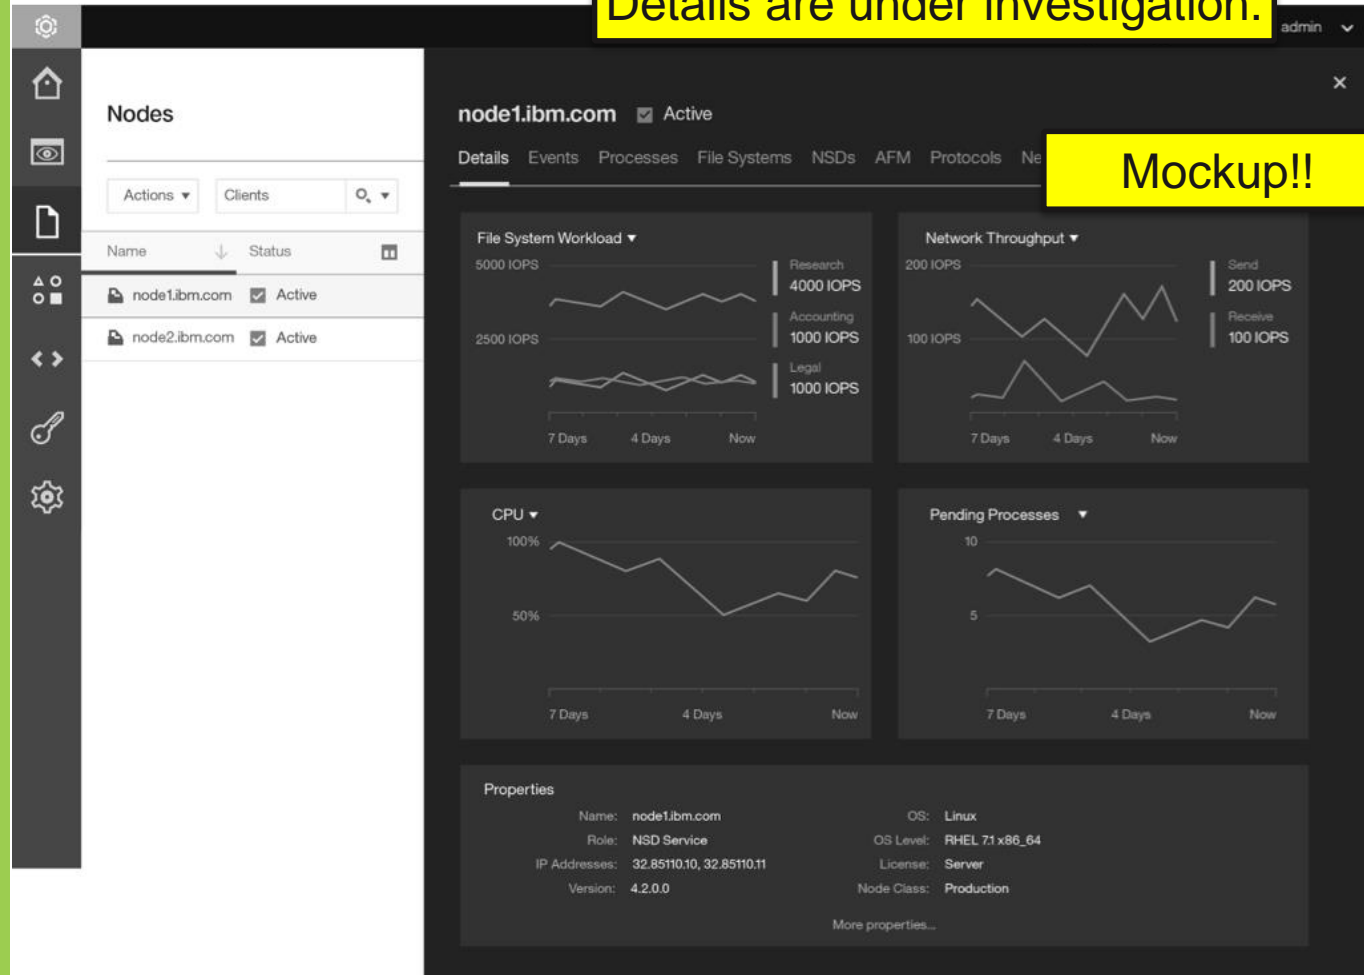 Details are under investigation.
admin
Nodes
node1.ibm.com Active
Details Events Processes File Systems NSDs AFM Protocols Ne
Mockup!!
Actions Clients
Name Status
node1.ibm.com Active
node2.ibm.com Active
File System Workload
5000 IOPS
2500 IOPS
Research
4000 IOPS
Accounting
1000 IOPS
Legal
1000 IOPS
7 Days 4 Days Now
Network Throughput
200 IOPS
100 IOPS
Send
200 IOPS
Receive
100 IOPS
7 Days 4 Days Now
CPU
100%
50%
7 Days 4 Days Now
Pending Processes
10
5
7 Days 4 Days Now
Properties
Name: node1.ibm.com OS: Linux
Role: NSD Service OS Level: RHEL 7.1 x86_64
IP Addresses: 32.85110.10, 32.85110.11 License: Server
Version: 4.2.0.0 Node Class: Production
More properties...